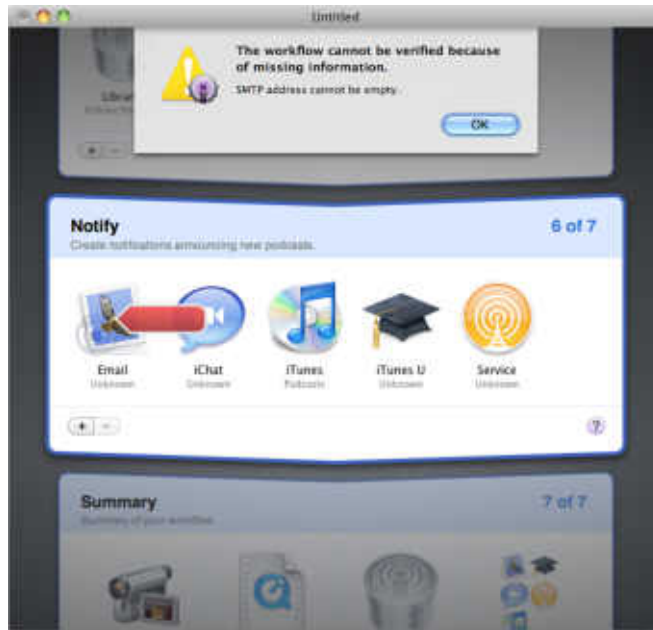 Untitled
The workflow cannot be verified because
of missing information.
SMTP address cannot be empty.
OK
Notify
6 of 7
Create notifications announcing new podcasts.
Email
iChat
iTunes
iTunes U
Service
Unknown
Unknown
Podcasts
Unknown
Unknown
Summary
7 of 7
Summary of your workflow.